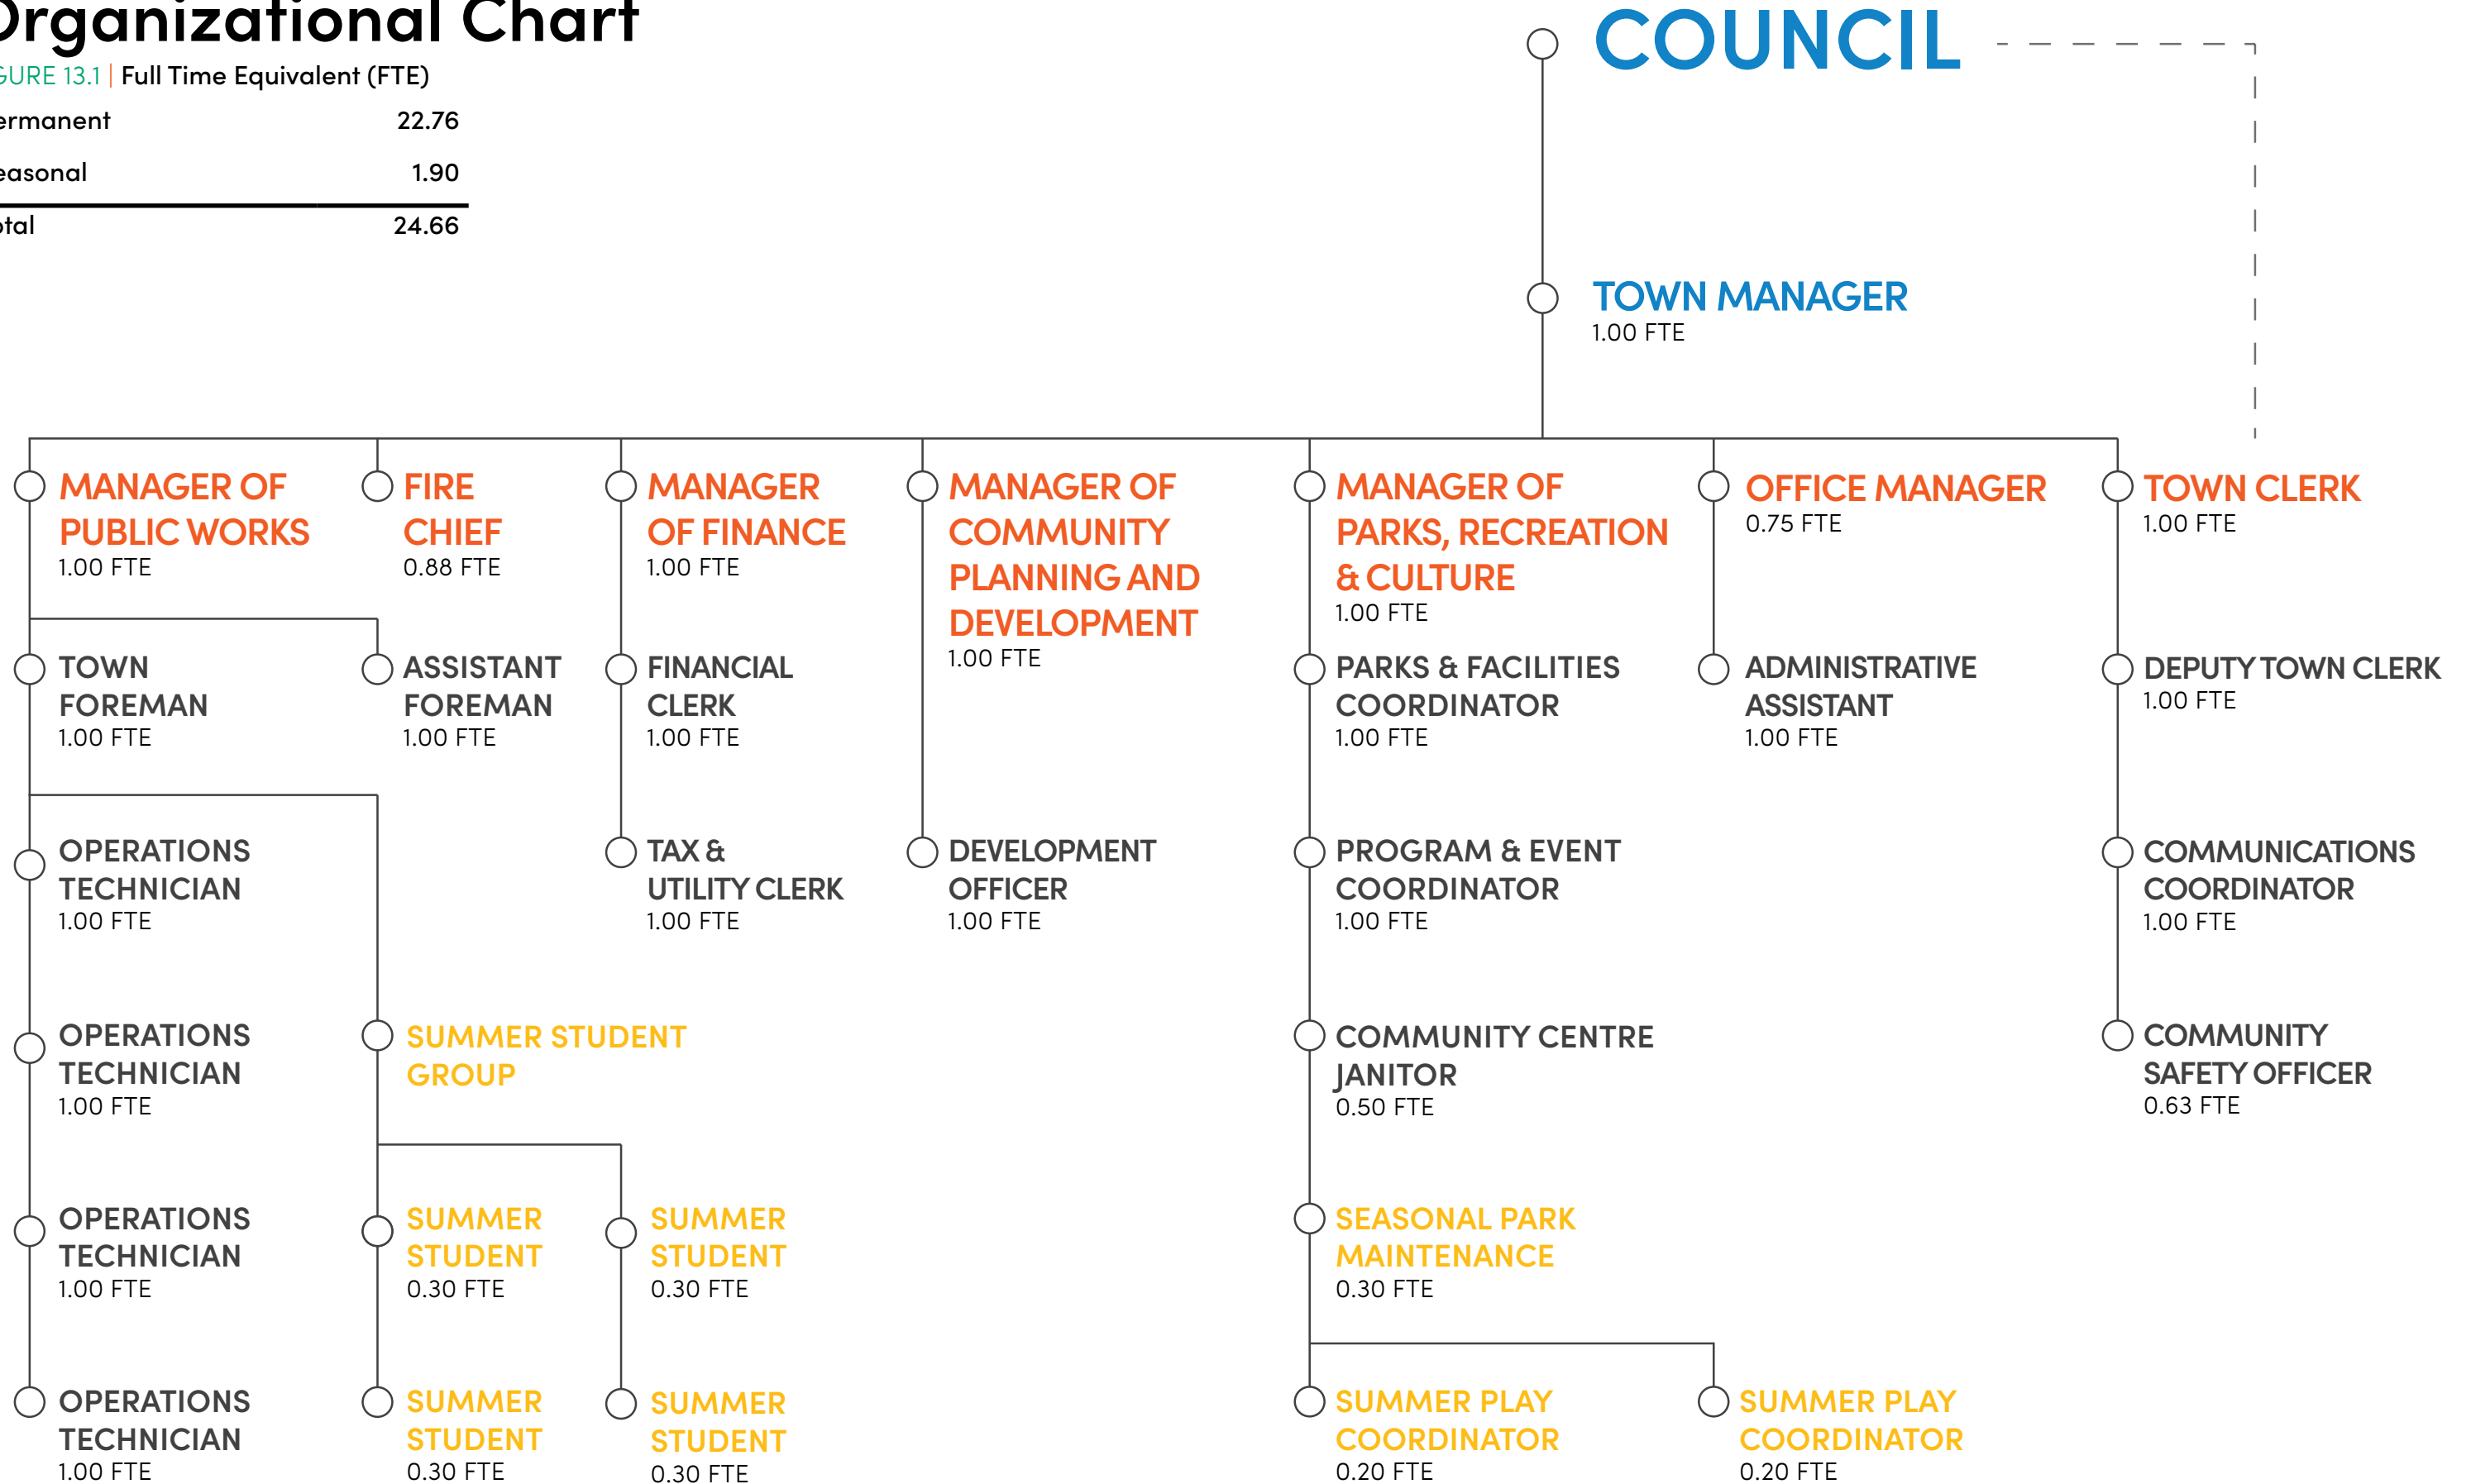 Organizational Chart
GURE 13.1 | Full Time Equivalent (FTE)
ermanent 22.76
easonal 1.90
otal 24.66
COUNCIL
TOWN MANAGER
1.00 FTE
MANAGER OF
PUBLIC WORKS
1.00 FTE
FIRE
CHIEF
0.88 FTE
MANAGER
OF FINANCE
1.00 FTE
MANAGER OF
COMMUNITY
PLANNING AND
DEVELOPMENT
1.00 FTE
MANAGER OF
PARKS, RECREATION
& CULTURE
1.00 FTE
OFFICE MANAGER
0.75 FTE
TOWN CLERK
1.00 FTE
TOWN
FOREMAN
1.00 FTE
ASSISTANT
FOREMAN
1.00 FTE
FINANCIAL
CLERK
1.00 FTE
PARKS & FACILITIES
COORDINATOR
1.00 FTE
ADMINISTRATIVE
ASSISTANT
1.00 FTE
DEPUTY TOWN CLERK
1.00 FTE
OPERATIONS
TECHNICIAN
1.00 FTE
TAX &
UTILITY CLERK
1.00 FTE
DEVELOPMENT
OFFICER
1.00 FTE
PROGRAM & EVENT
COORDINATOR
1.00 FTE
COMMUNICATIONS
COORDINATOR
1.00 FTE
OPERATIONS
TECHNICIAN
1.00 FTE
SUMMER STUDENT
GROUP
COMMUNITY CENTRE
JANITOR
0.50 FTE
COMMUNITY
SAFETY OFFICER
0.63 FTE
OPERATIONS
TECHNICIAN
1.00 FTE
SUMMER
STUDENT
0.30 FTE
SUMMER
STUDENT
0.30 FTE
SEASONAL PARK
MAINTENANCE
0.30 FTE
OPERATIONS
TECHNICIAN
1.00 FTE
SUMMER
STUDENT
0.30 FTE
SUMMER
STUDENT
0.30 FTE
SUMMER PLAY
COORDINATOR
0.20 FTE
SUMMER PLAY
COORDINATOR
0.20 FTE